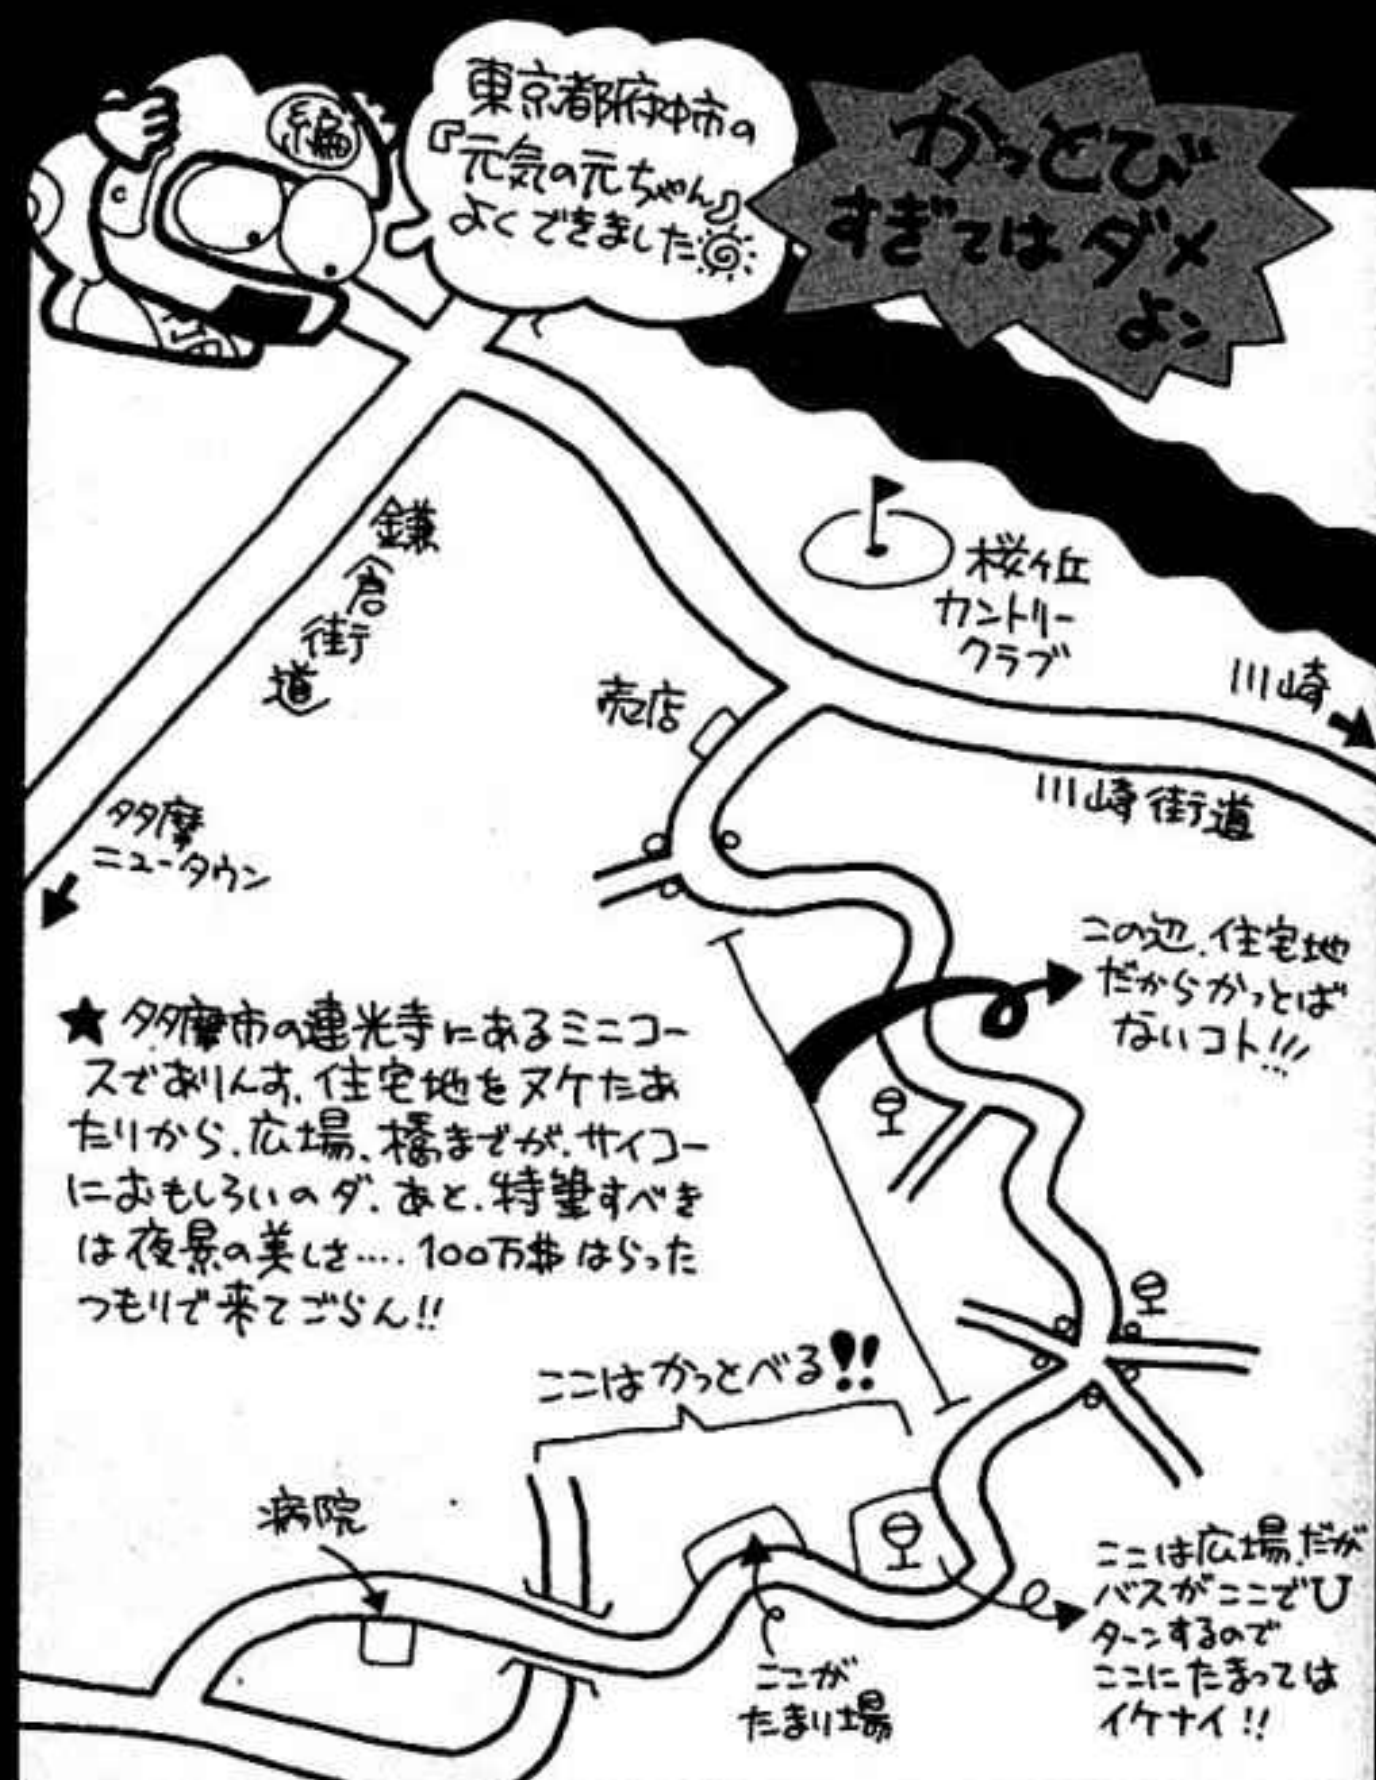 編
東京都府中市の
『元気の元ちゃん』
よくできました
かっとび
すぎてはダメ
よン
鎌倉街道
桜ヶ丘
カントリー
クラブ
川崎
売店
川崎街道
多摩
ニュータウン
この辺、住宅地
だからかっとば
ないコト!!!
★多摩市の連光寺にあるミニコー
スでありんす。住宅地をヌケたあ
たりから、広場、橋までが、サイコー
におもしろいのダ。あと、特筆すべき
は夜景の美しさ....100万$はらった
つもりで来てごらん!!
ここはかっとべる!!
病院
ここが
たまり場
ここは広場だが
バスがここでU
ターンするので
ここにたまっては
イケナイ!!